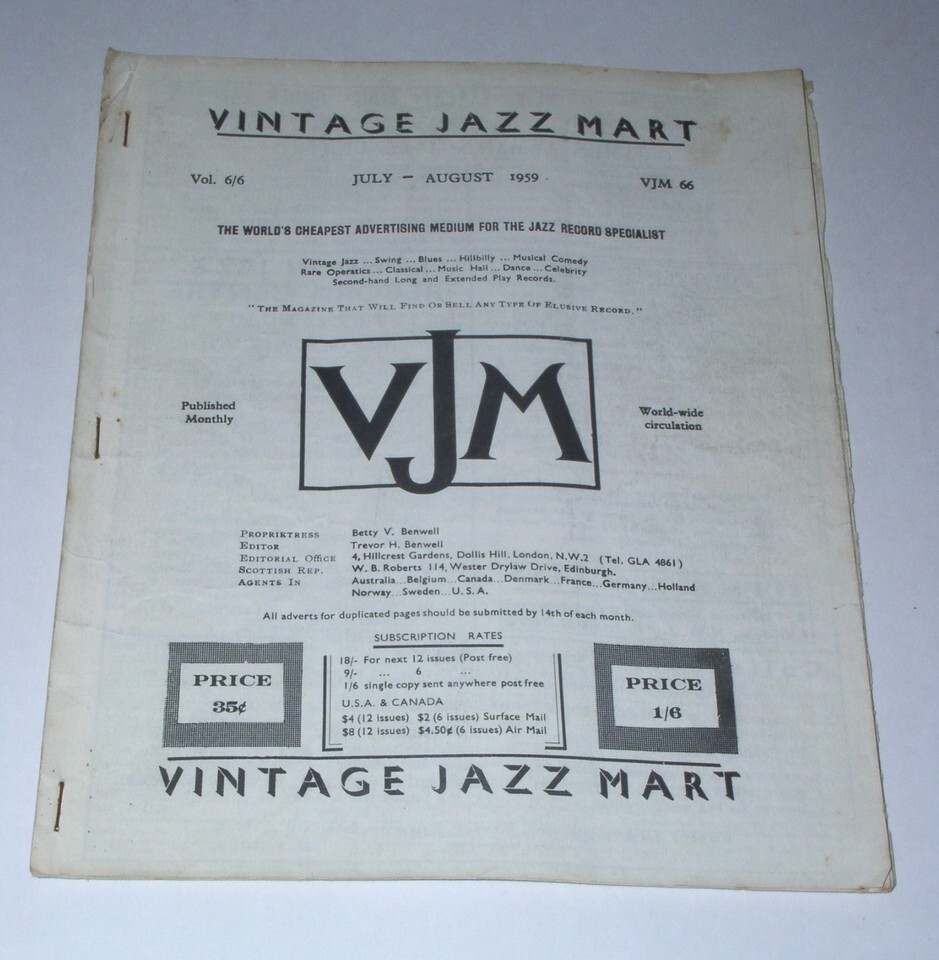 VINTAGE JAZZ MART
Vol. 6/6 JULY - AUGUST 1959 . VJM 66
THE WORLD'S CHEAPEST ADVERTISING MEDIUM FOR THE JAZZ RECORD SPECIALIST
Vintage Jazz ... Swing ... Blues ... Hillbilly ... Musical Comedy
Rare Operatics ... Classical ... Music Hall ... Dance ... Celebrity
Second-hand Long and Extended Play Records.
"THE MAGAZINE THAT WILL FIND OR SELL ANY TYPE OF ELUSIVE RECORD."
VJM
Published
Monthly
World-wide
circulation
PROPRIKTRESS Betty V. Benwell
EDITOR Trevor H. Benwell
EDITORIAL OFFICE 4, Hillcrest Gardens, Dollis Hill, London, N.W.2 (Tel. GLA 4861)
SCOTTISH REP. W. B. Roberts 114, Wester Drylaw Drive, Edinburgh.
AGENTS IN Australia...Belgium...Canada...Denmark...France...Germany...Holland
Norway...Sweden...U.S.A.
All adverts for duplicated pages should be submitted by 14th of each month.
SUBSCRIPTION RATES
18/- For next 12 issues (Post free)
9/- ... 6 ...
1/6 single copy sent anywhere post free
U.S.A. & CANADA
$4 (12 issues) $2 (6 issues) Surface Mail
$8 (12 issues) $4.50¢ (6 issues) Air Mail
PRICE
35¢
PRICE
1/6
VINTAGE JAZZ MART